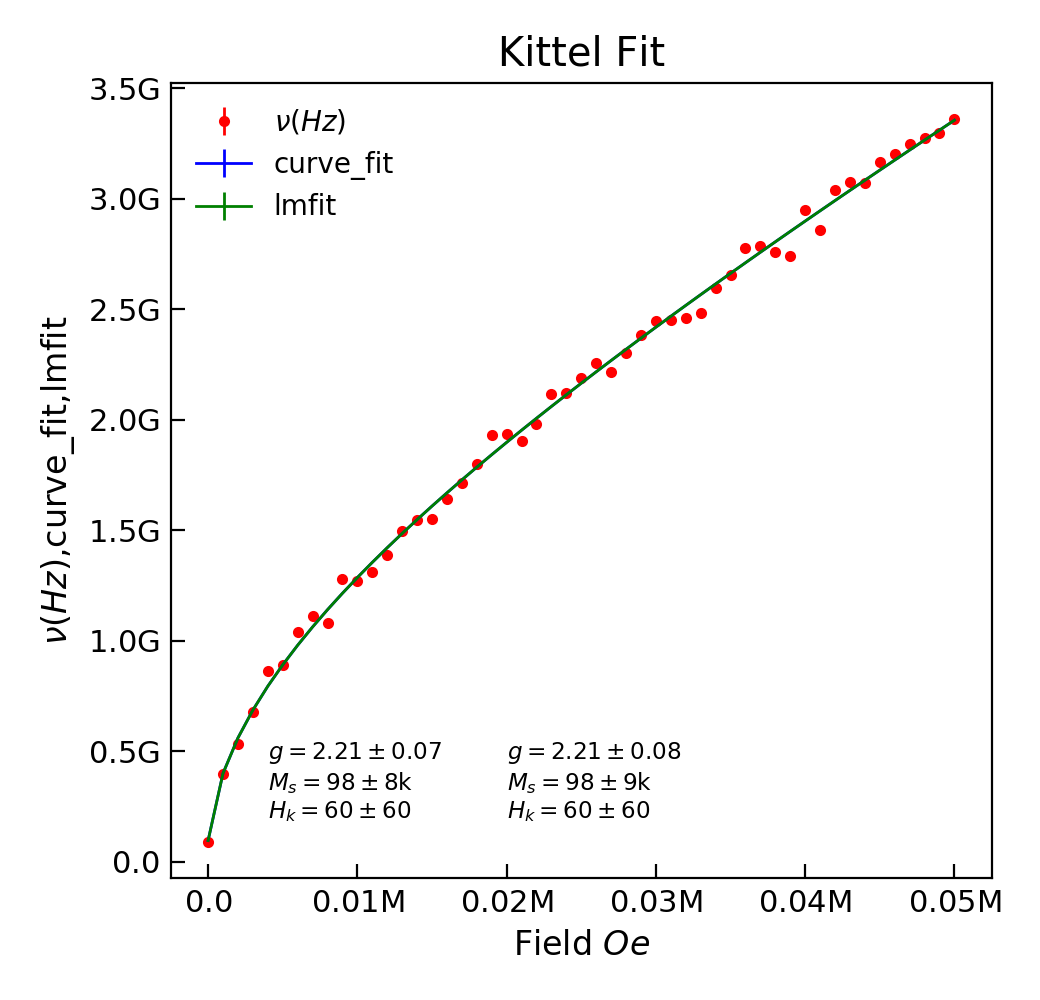 Kittel Fit
3.5G
3.0G
2.5G
2.0G
1.5G
1.0G
0.5G
0.0
ν(Hz),curve_fit,lmfit
ν(Hz)
curve_fit
lmfit
g = 2.21 ± 0.07
M_s = 98 ± 8k
H_k = 60 ± 60
g = 2.21 ± 0.08
M_s = 98 ± 9k
H_k = 60 ± 60
0.0 0.01M 0.02M 0.03M 0.04M 0.05M
Field Oe